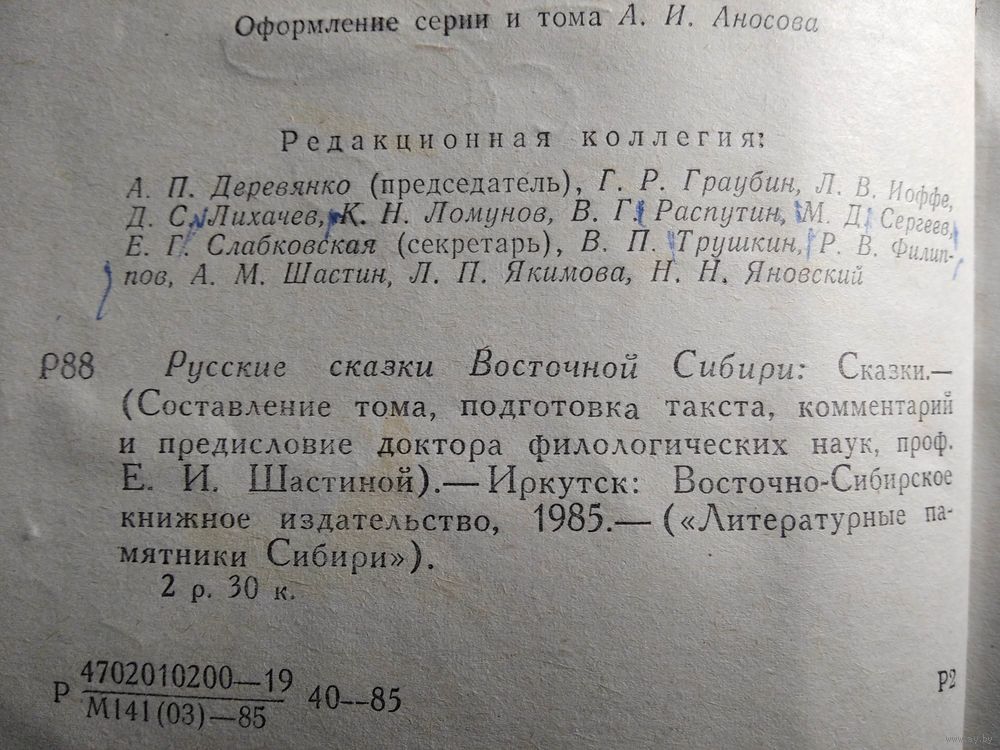 Оформление серии и тома А. И. Аносова
Редакционная коллегия:
А. П. Деревянко (председатель), Г. Р. Граубин, Л. В. Иоффе,
Д. С. Лихачев, К. Н. Ломунов, В. Г. Распутин, М. Д. Сергеев,
Е. Г. Слабковская (секретарь), В. П. Трушкин, Р. В. Филип-
пов, А. М. Шастин, Л. П. Якимова, Н. Н. Яновский
Р88 Русские сказки Восточной Сибири: Сказки.—
(Составление тома, подготовка такста, комментарий
и предисловие доктора филологических наук, проф.
Е. И. Шастиной).— Иркутск: Восточно-Сибирское
книжное издательство, 1985.— («Литературные па-
мятники Сибири»).
2 р. 30 к.
Р 4702010200—19 40--85
М141(03)—85
Р2
www.ay.by